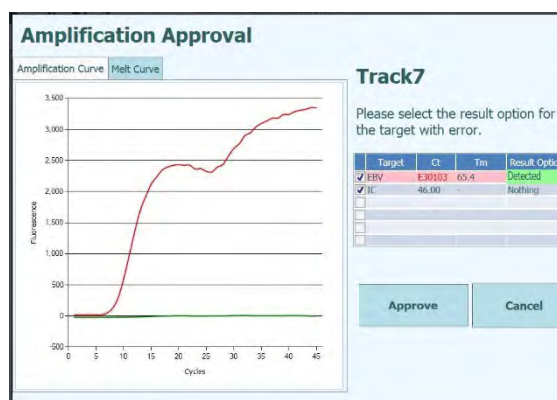 Amplification Approval
Amplification Curve Melt Curve
3,500
3,000
2,500
2,000
1,500
1,000
500
0
-500
Fluorescence
1 5 10 15 20 25 30 35 40 45
Cycles
Track7
Please select the result option for
the target with error.
Target Ct Tm Result Optio
EBV E30103 65.4 Detected
IC 46.00 - Nothing
Approve Cancel